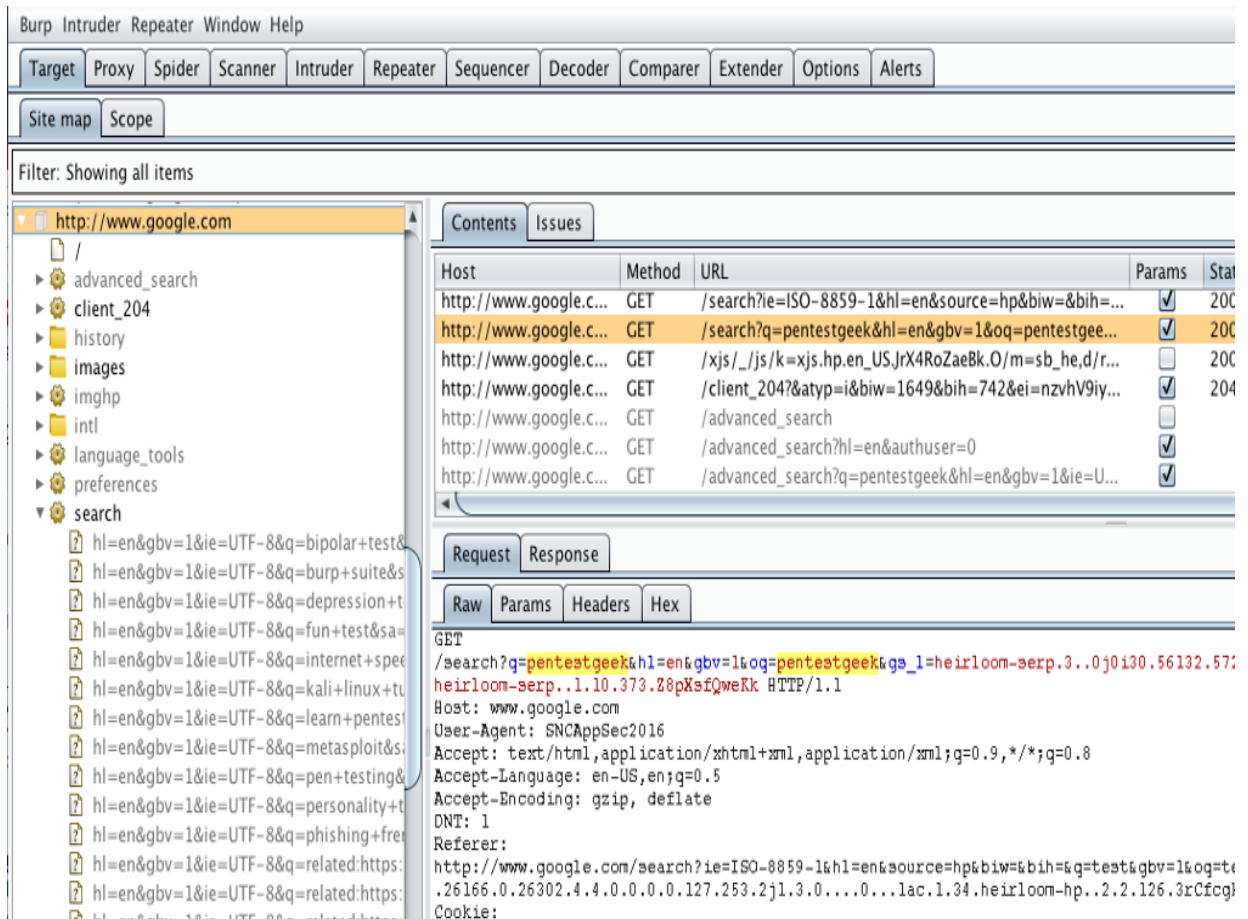 Burp Intruder Repeater Window Help
Target Proxy Spider Scanner Intruder Repeater Sequencer Decoder Comparer Extender Options Alerts
Site map Scope
Filter: Showing all items
http://www.google.com
/
advanced_search
client_204
history
images
imghp
intl
language_tools
preferences
search
hl=en&gbv=1&ie=UTF-8&q=bipolar+test&
hl=en&gbv=1&ie=UTF-8&q=burp+suite&s
hl=en&gbv=1&ie=UTF-8&q=depression+t
hl=en&gbv=1&ie=UTF-8&q=fun+test&sa=
hl=en&gbv=1&ie=UTF-8&q=internet+spee
hl=en&gbv=1&ie=UTF-8&q=kali+linux+tu
hl=en&gbv=1&ie=UTF-8&q=learn+pentest
hl=en&gbv=1&ie=UTF-8&q=metasploit&sa
hl=en&gbv=1&ie=UTF-8&q=pen+testing&
hl=en&gbv=1&ie=UTF-8&q=personality+t
hl=en&gbv=1&ie=UTF-8&q=phishing+fre
hl=en&gbv=1&ie=UTF-8&q=related:https:
hl=en&gbv=1&ie=UTF-8&q=related:https:
Contents Issues
Host Method URL Params Stat
http://www.google.c... GET /search?ie=ISO-8859-1&hl=en&source=hp&biw=&bih=... 200
http://www.google.c... GET /search?q=pentestgeek&hl=en&gbv=1&oq=pentestgee... 200
http://www.google.c... GET /xjs/_/js/k=xjs.hp.en_US.JrX4RoZaeBk.O/m=sb_he,d/r... 200
http://www.google.c... GET /client_204?&atyp=i&biw=1649&bih=742&ei=nzvhV9iy... 204
http://www.google.c... GET /advanced_search
http://www.google.c... GET /advanced_search?hl=en&authuser=0
http://www.google.c... GET /advanced_search?q=pentestgeek&hl=en&gbv=1&ie=U...
Request Response
Raw Params Headers Hex
GET
/search?q=pentestgeek&hl=en&gbv=1&oq=pentestgeek&gs_l=heirloom-serp.3..0j0i30.56132.572
heirloom-serp..1.10.373.Z8pXsfQweKk HTTP/1.1
Host: www.google.com
User-Agent: SNCAppSec2016
Accept: text/html,application/xhtml+xml,application/xml;q=0.9,*/*;q=0.8
Accept-Language: en-US,en;q=0.5
Accept-Encoding: gzip, deflate
DNT: 1
Referer:
http://www.google.com/search?ie=ISO-8859-1&hl=en&source=hp&biw=&bih=&q=test&gbv=1&oq=te
.26166.0.26302.4.4.0.0.0.0.127.253.2j1.3.0....0...1ac.1.34.heirloom-hp..2.2.126.3rCfcgk
Cookie: